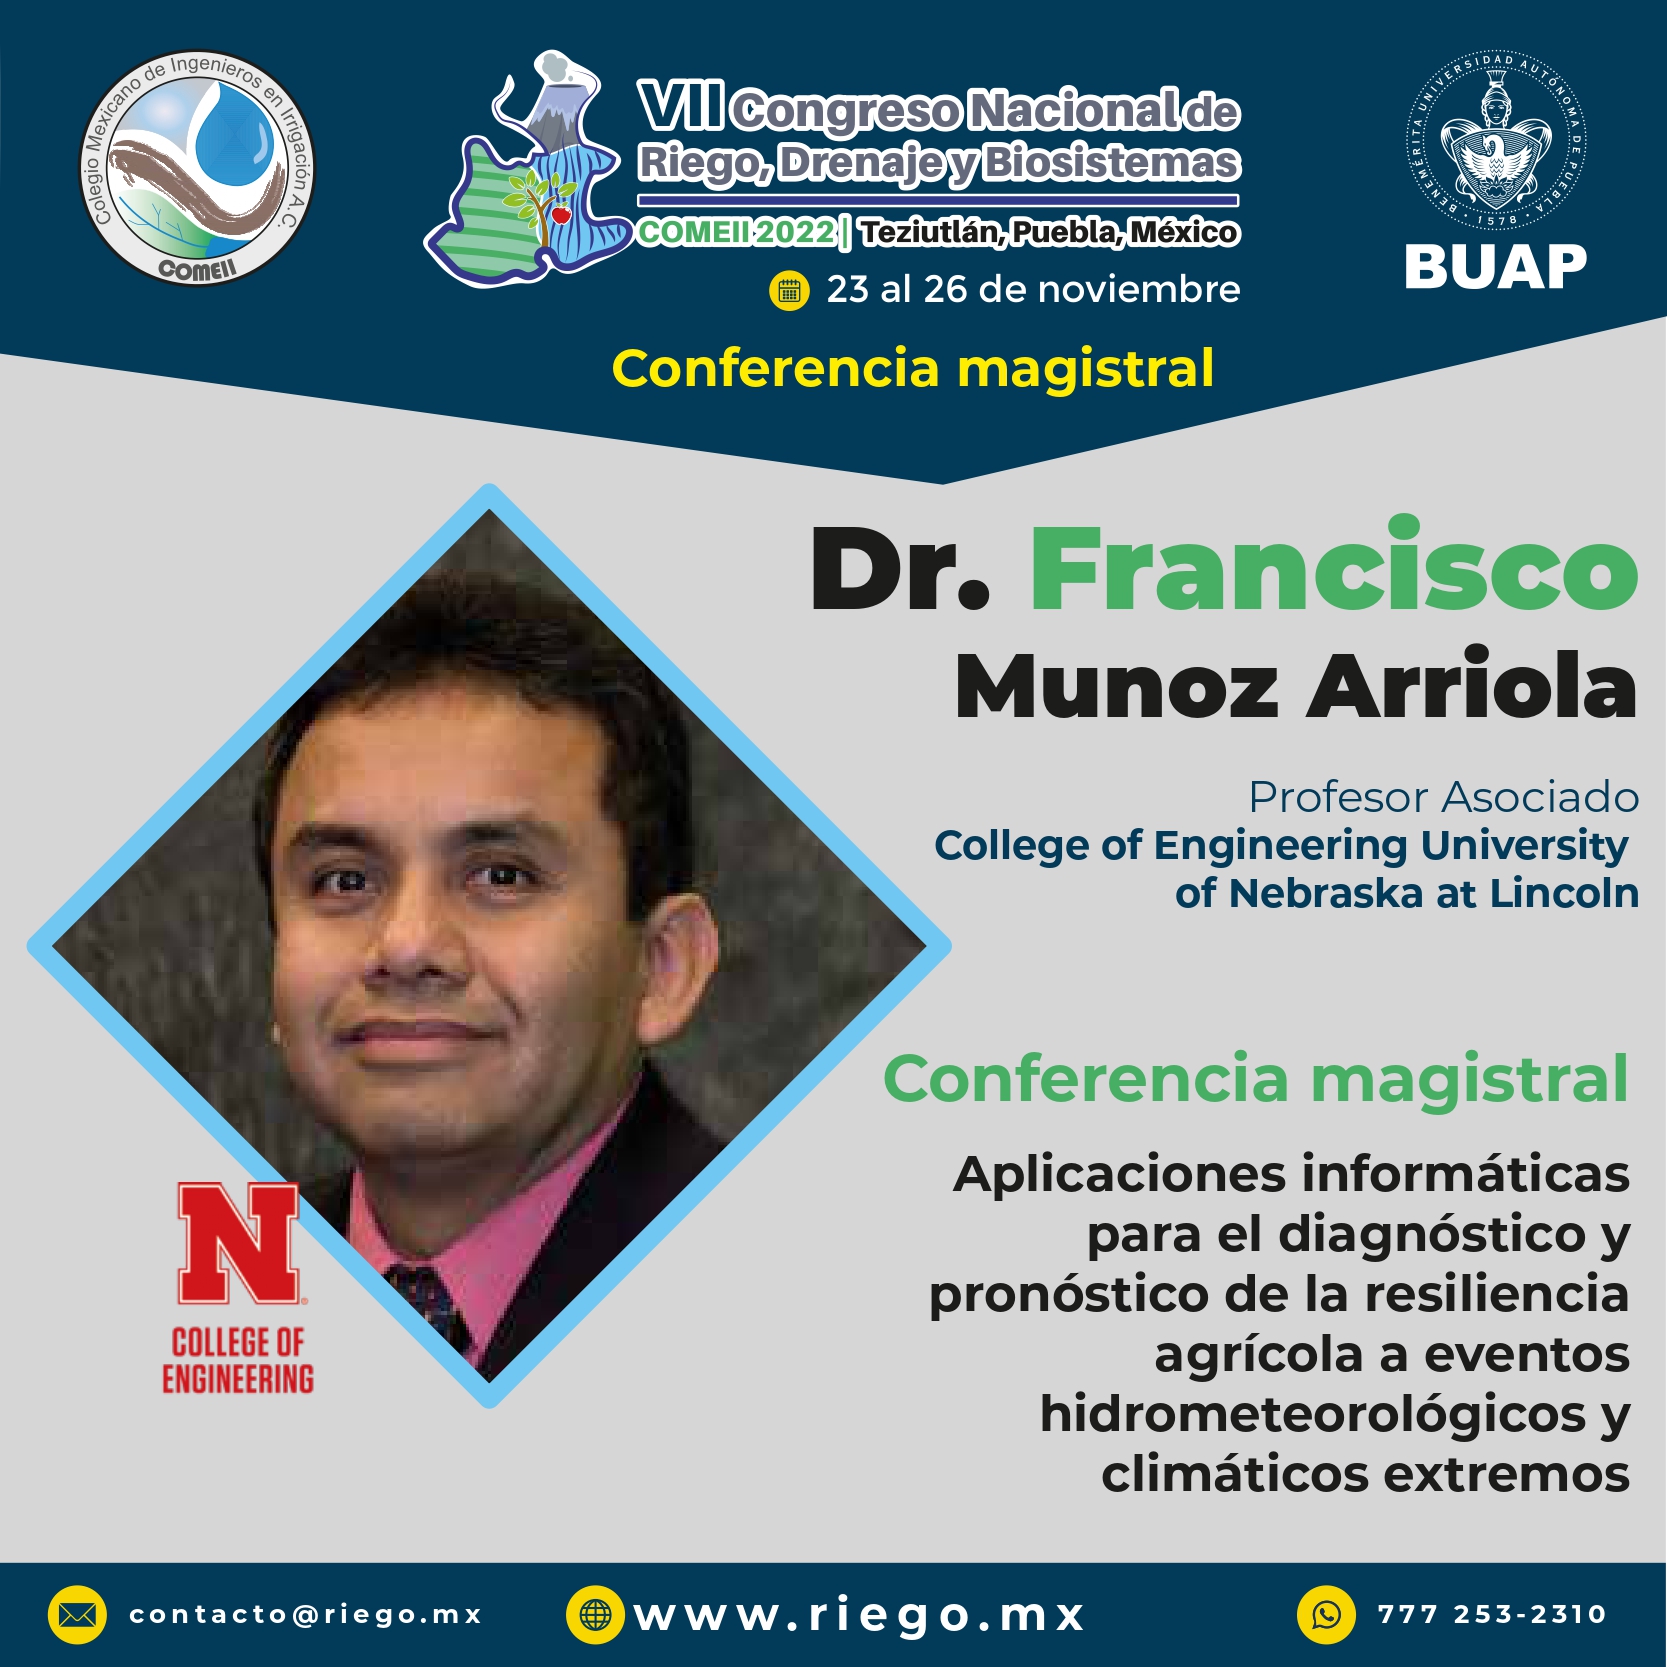 Colegio Mexicano de Ingenieros en Irrigación A.C.
COMEII
VII Congreso Nacional de
Riego, Drenaje y Biosistemas
COMEII 2022 | Teziutlán, Puebla, México
23 al 26 de noviembre
BENEMÉRITA UNIVERSIDAD AUTÓNOMA DE PUEBLA
· 1578 ·
BUAP
Conferencia magistral
Dr. Francisco
Munoz Arriola
Profesor Asociado
College of Engineering University
of Nebraska at Lincoln
N
®
COLLEGE OF
ENGINEERING
Conferencia magistral
Aplicaciones informáticas
para el diagnóstico y
pronóstico de la resiliencia
agrícola a eventos
hidrometeorológicos y
climáticos extremos
contacto@riego.mx
www.riego.mx
777 253-2310